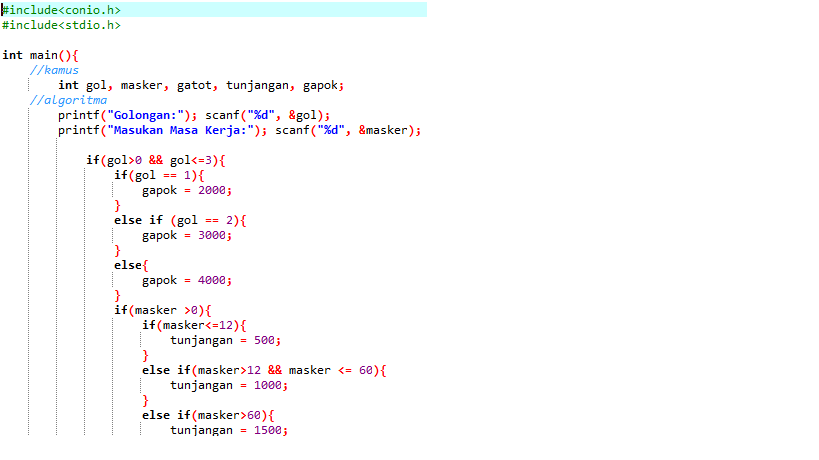 #include<conio.h>
#include<stdio.h>
int main(){
//kamus
int gol, masker, gatot, tunjangan, gapok;
//algoritma
printf("Golongan:"); scanf("%d", &gol);
printf("Masukan Masa Kerja:"); scanf("%d", &masker);
if(gol>0 && gol<=3){
if(gol == 1){
gapok = 2000;
}
else if (gol == 2){
gapok = 3000;
}
else{
gapok = 4000;
}
if(masker >0){
if(masker<=12){
tunjangan = 500;
}
else if(masker>12 && masker <= 60){
tunjangan = 1000;
}
else if(masker>60){
tunjangan = 1500;